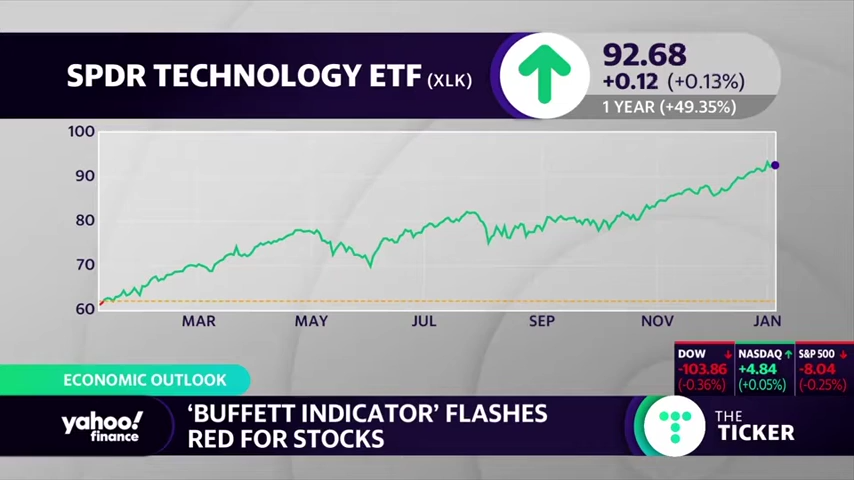 SPDR TECHNOLOGY ETF (XLK)
92.68
+0.12 (+0.13%)
1 YEAR (+49.35%)
100
90
80
70
60
MAR MAY JUL SEP NOV JAN
DOW
-103.86
(-0.36%)
NASDAQ
+4.84
(+0.05%)
S&P 500
-8.04
(-0.25%)
ECONOMIC OUTLOOK
yahoo!
finance
‘BUFFETT INDICATOR’ FLASHES
RED FOR STOCKS
THE
TICKER